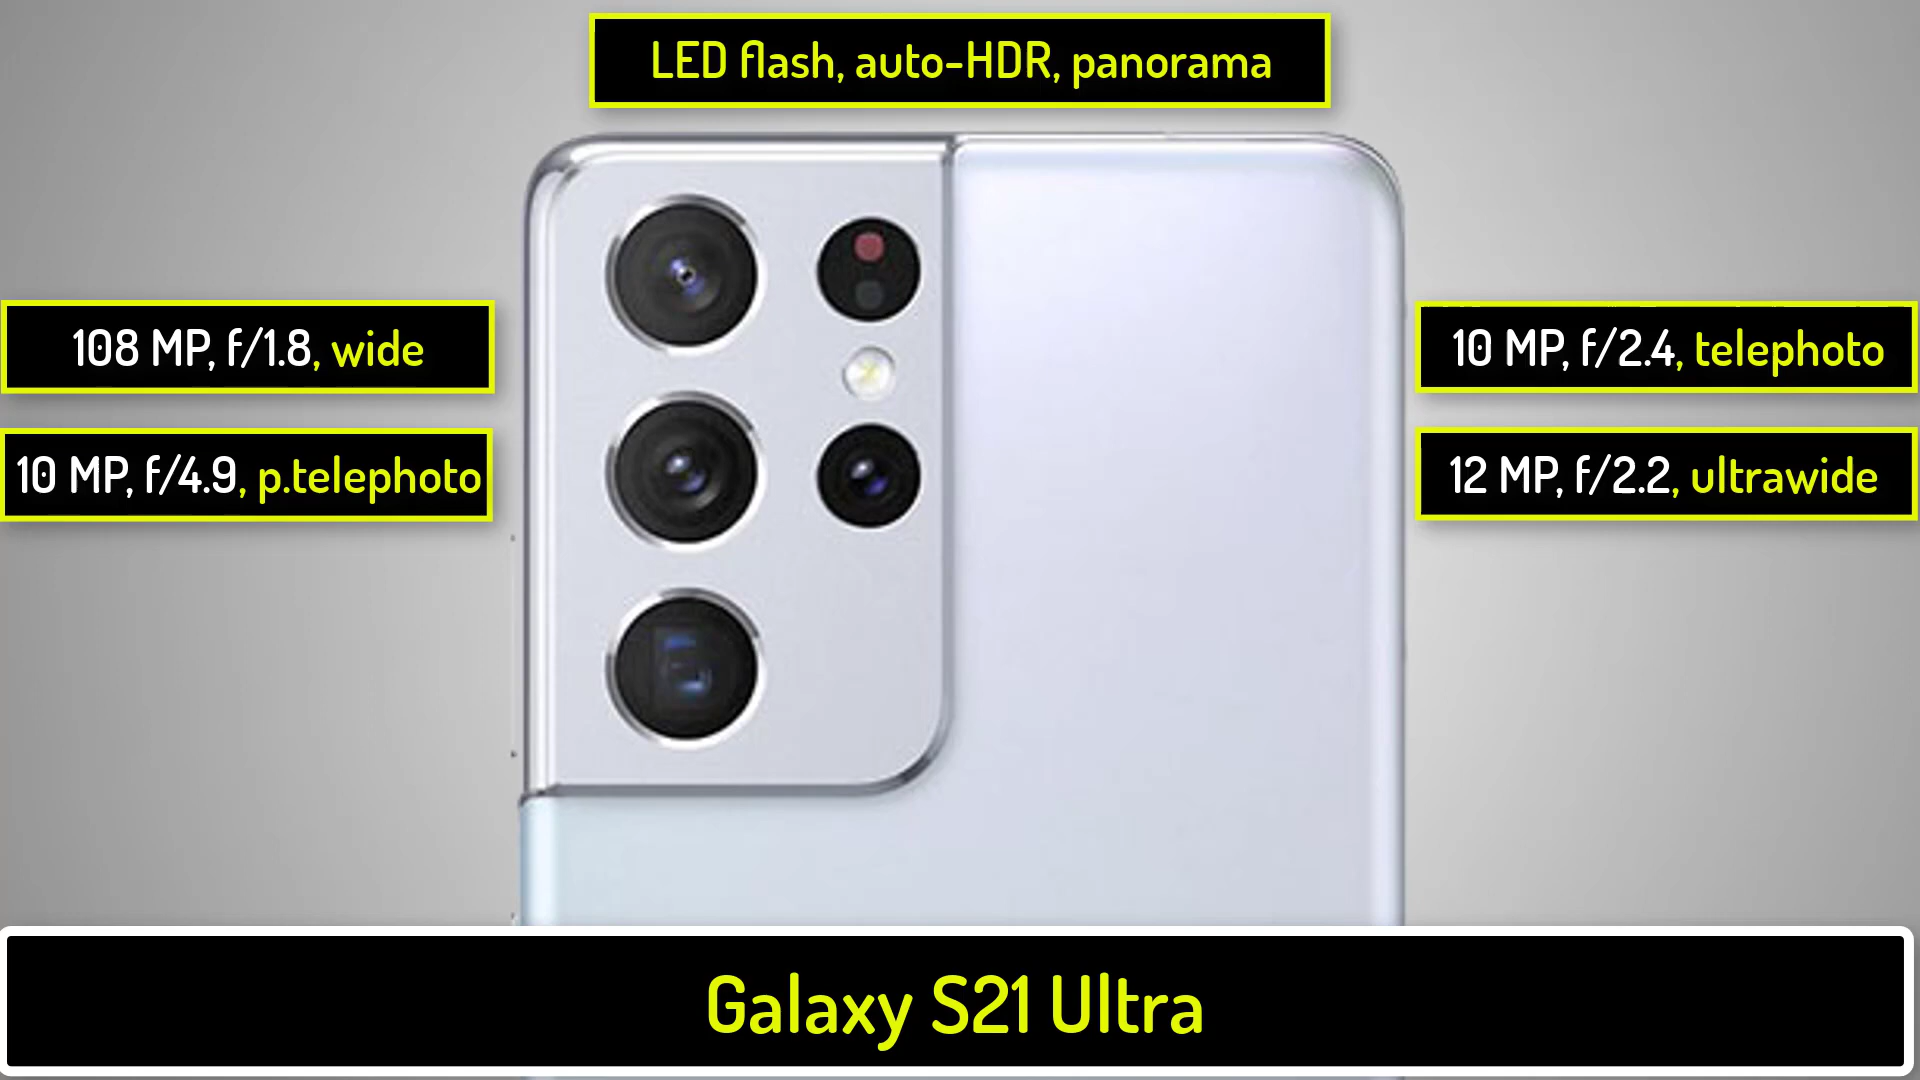 LED flash, auto-HDR, panorama
108 MP, f/1.8, wide
10 MP, f/2.4, telephoto
10 MP, f/4.9, p.telephoto
12 MP, f/2.2, ultrawide
Galaxy S21 Ultra